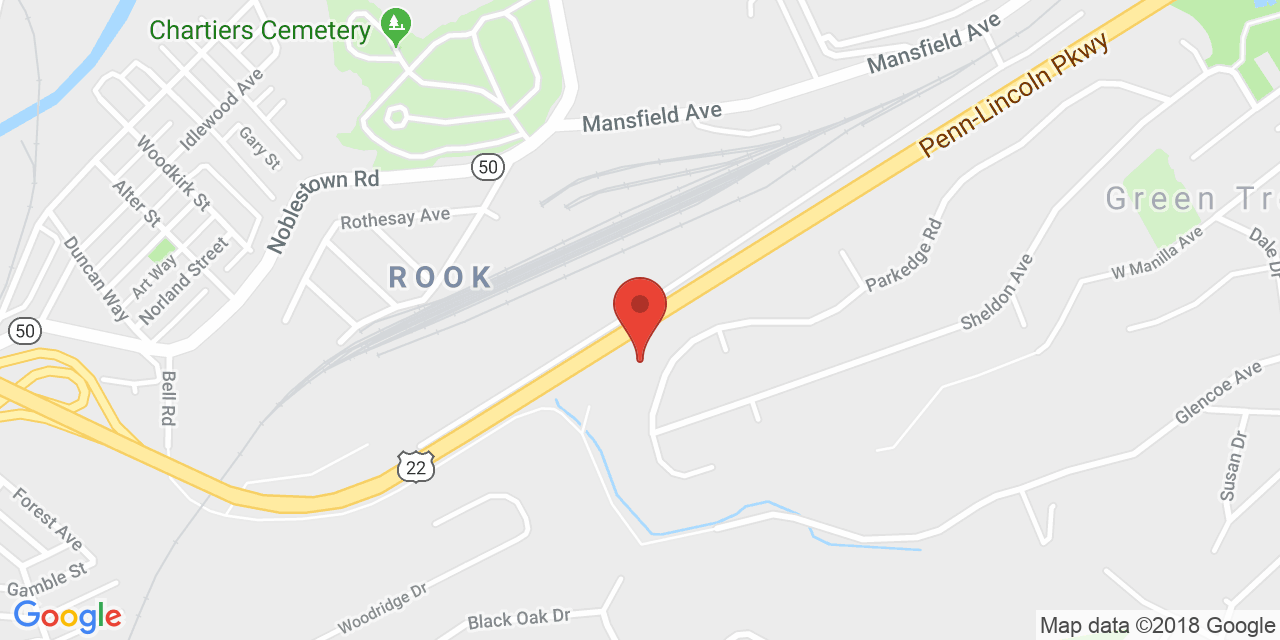 Chartiers Cemetery
Mansfield Ave
Penn-Lincoln Pkwy
Idlewood Ave
Mansfield Ave
Gary St
Woodkirk St
50
Noblestown Rd
Alter St
Rothesay Ave
Green Tre
Duncan Way
Art Way
Norland Street
ROOK
Parkedge Rd
W Manilla Ave
Dale Dr
Sheldon Ave
50
Bell Rd
Glencoe Ave
22
Susan Dr
Forest Ave
Gamble St
Woodridge Dr
Black Oak Dr
Google
Map data ©2018 Google